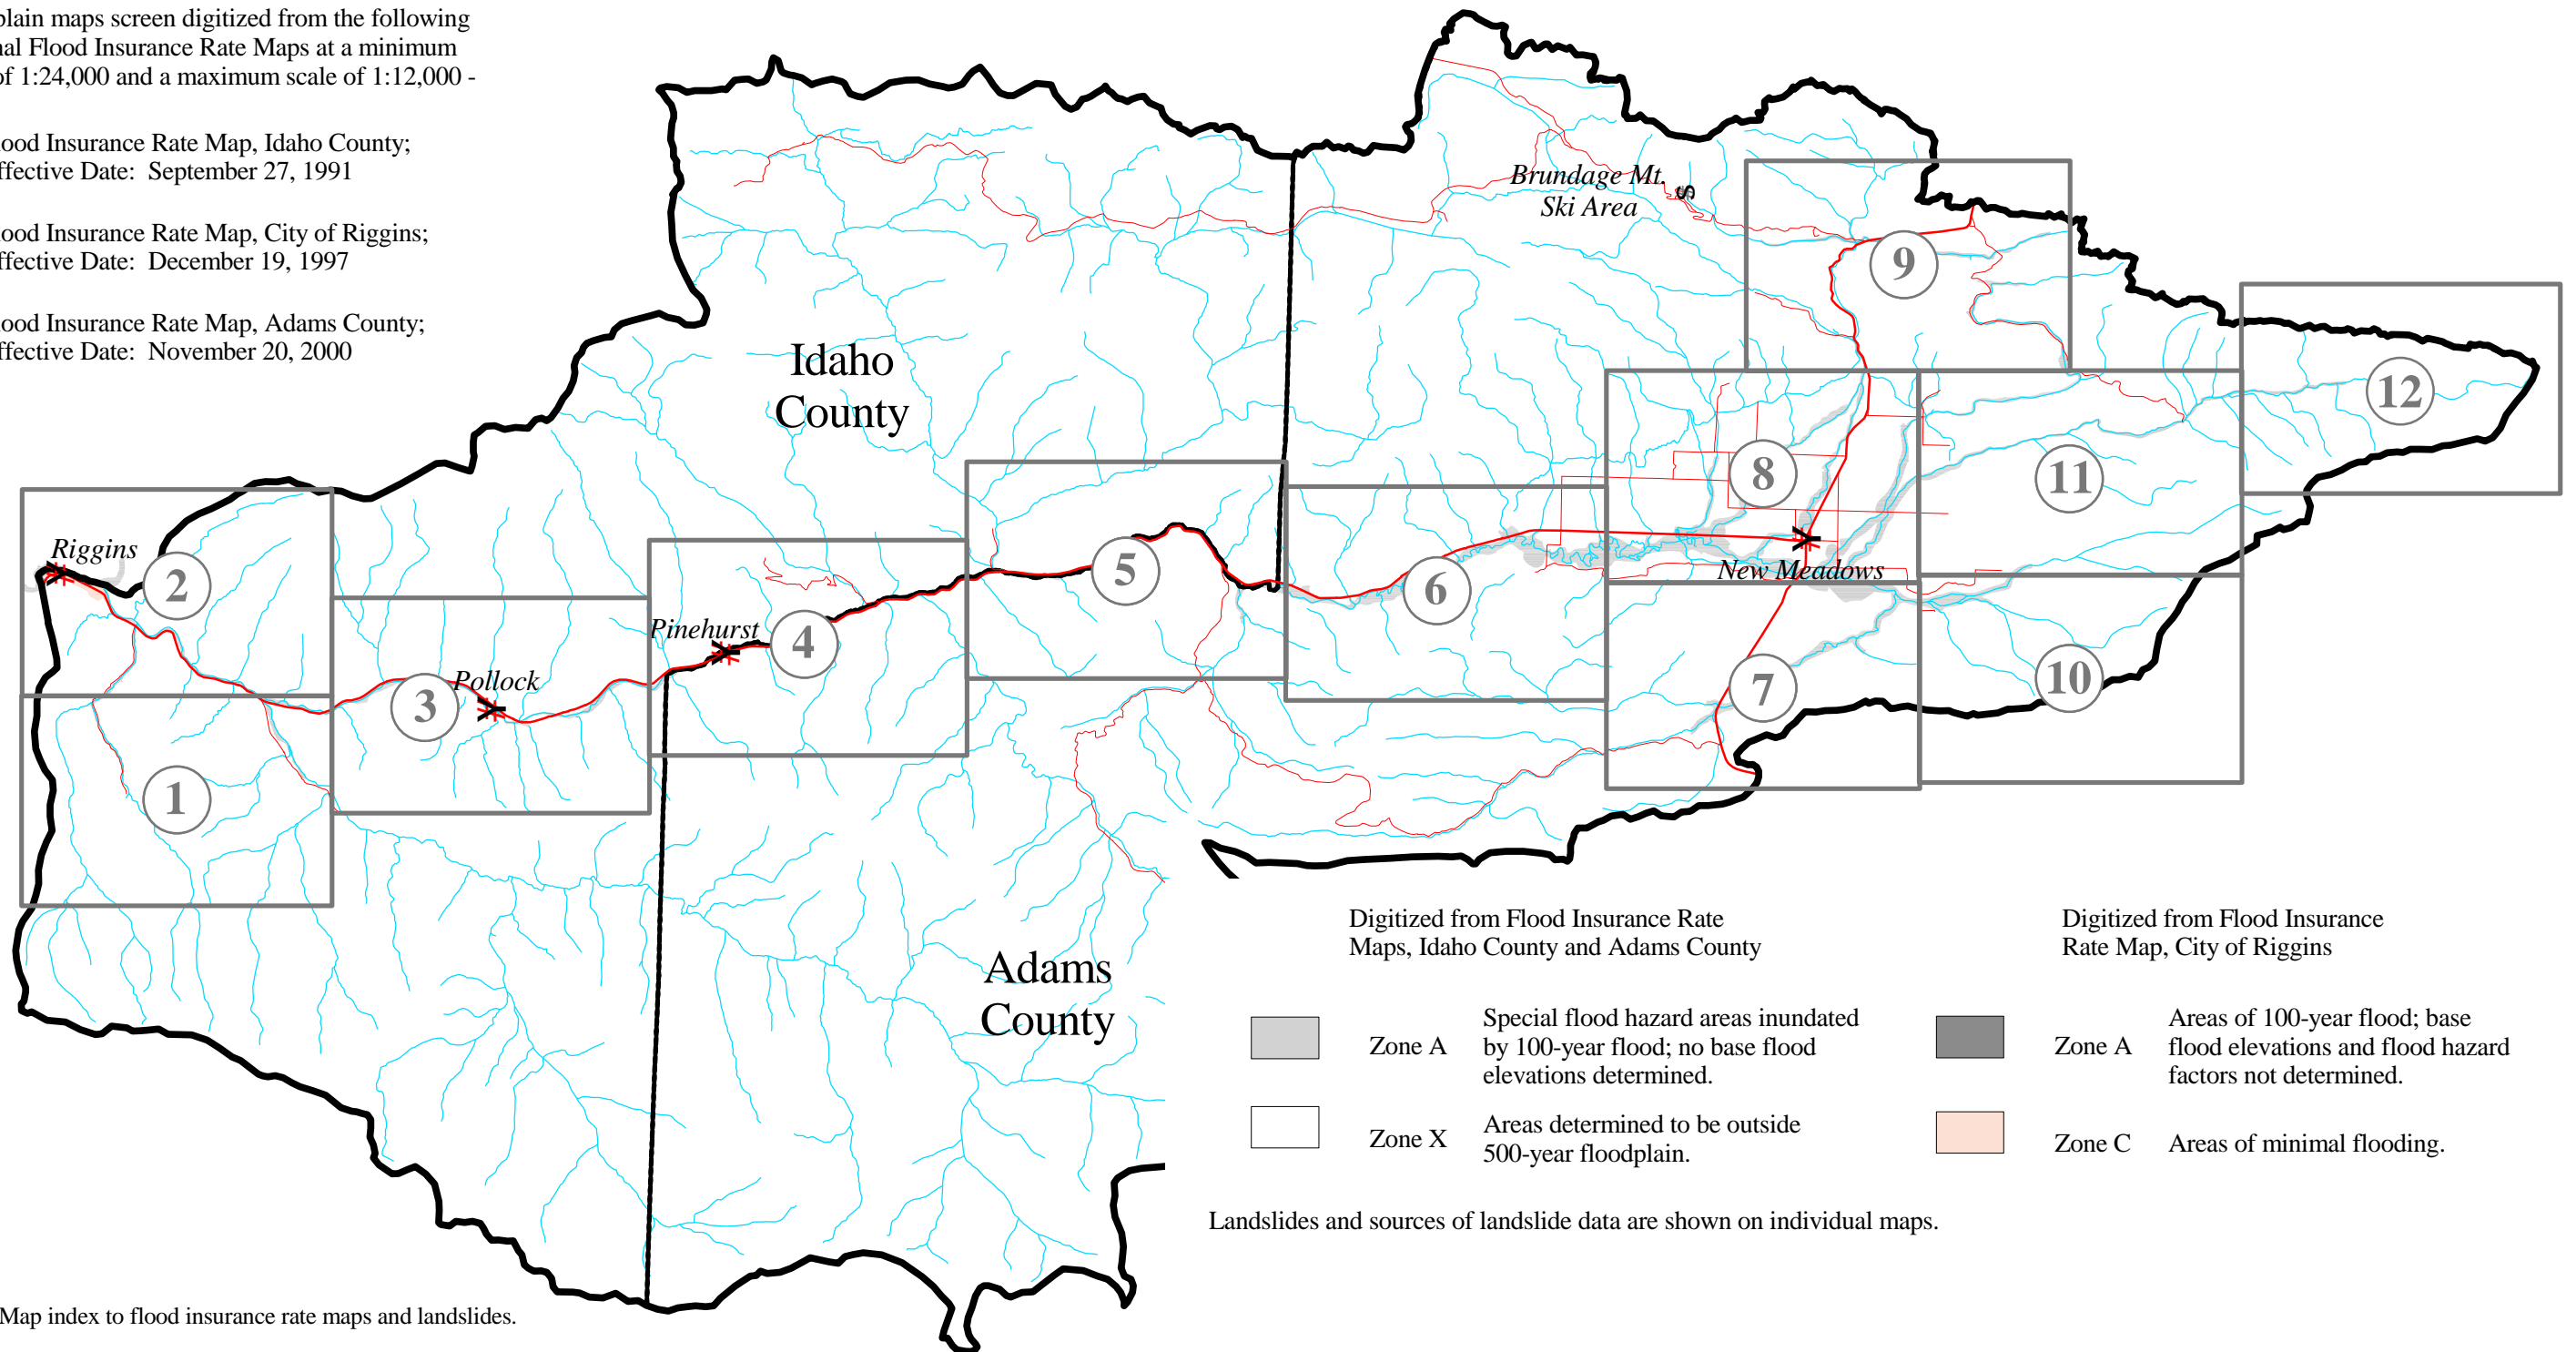 plain maps screen digitized from the following
nal Flood Insurance Rate Maps at a minimum
of 1:24,000 and a maximum scale of 1:12,000 -
lood Insurance Rate Map, Idaho County;
ffective Date: September 27, 1991
lood Insurance Rate Map, City of Riggins;
ffective Date: December 19, 1997
lood Insurance Rate Map, Adams County;
ffective Date: November 20, 2000
Brundage Mt.
Ski Area
S
9
Idaho
County
12
8
11
Riggins
2
5
6
New Meadows
Pinehurst
4
3
Pollock
7
10
1
Adams
County
Digitized from Flood Insurance Rate
Maps, Idaho County and Adams County
Zone A
Special flood hazard areas inundated
by 100-year flood; no base flood
elevations determined.
Zone X
Areas determined to be outside
500-year floodplain.
Digitized from Flood Insurance
Rate Map, City of Riggins
Zone A
Areas of 100-year flood; base
flood elevations and flood hazard
factors not determined.
Zone C
Areas of minimal flooding.
Landslides and sources of landslide data are shown on individual maps.
Map index to flood insurance rate maps and landslides.